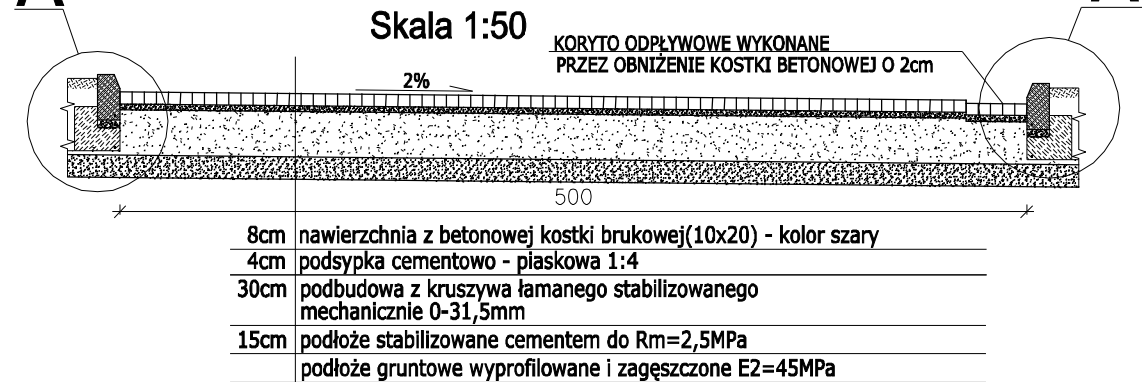 Skala 1:50
KORYTO ODPŁYWOWE WYKONANE
PRZEZ OBNIŻENIE KOSTKI BETONOWEJ O 2cm
2%
500
8cm nawierzchnia z betonowej kostki brukowej(10x20) - kolor szary
4cm podsypka cementowo - piaskowa 1:4
30cm podbudowa z kruszywa łamanego stabilizowanego
mechanicznie 0-31,5mm
15cm podłoże stabilizowane cementem do Rm=2,5MPa
podłoże gruntowe wyprofilowane i zagęszczone E2=45MPa